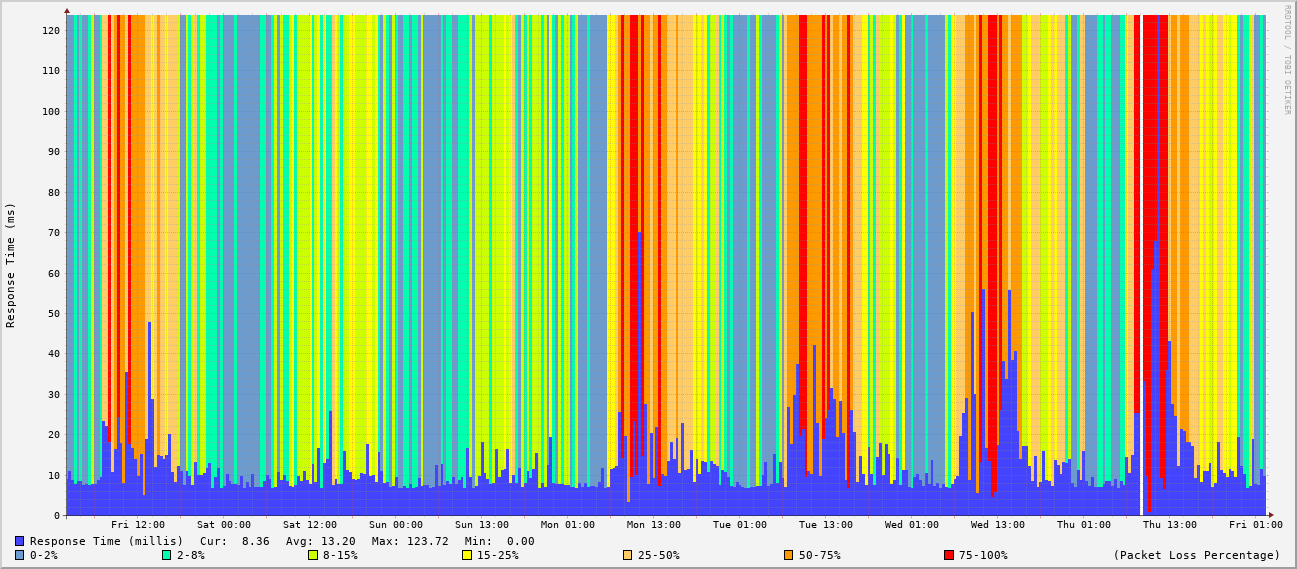 RRDTOOL / TOBI OETIKER
Response Time (ms)
120
110
100
90
80
70
60
50
40
30
20
10
0
Fri 12:00 Sat 00:00 Sat 12:00 Sun 00:00 Sun 13:00 Mon 01:00 Mon 13:00 Tue 01:00 Tue 13:00 Wed 01:00 Wed 13:00 Thu 01:00 Thu 13:00 Fri 01:00
Response Time (millis) Cur: 8.36 Avg: 13.20 Max: 123.72 Min: 0.00
0-2% 2-8% 8-15% 15-25% 25-50% 50-75% 75-100% (Packet Loss Percentage)